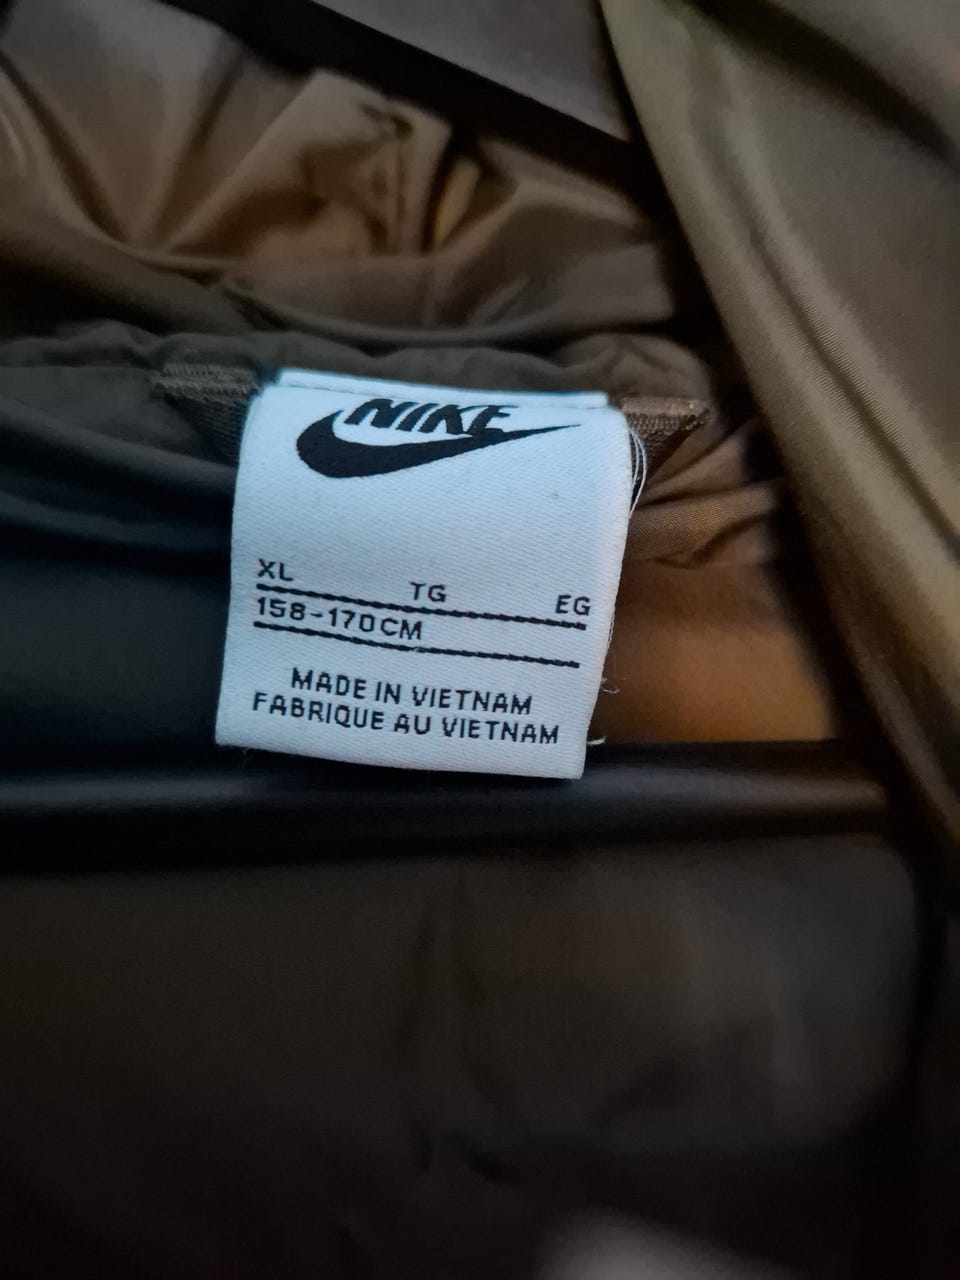 NIKE
XL TG EG
158-170CM
MADE IN VIETNAM
FABRIQUE AU VIETNAM